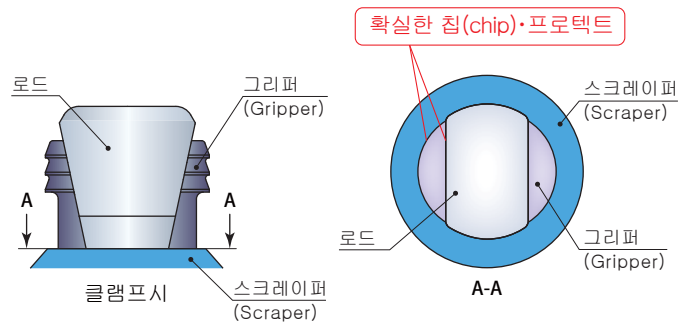 확실한 칩(chip)·프로텍트
로드
그리퍼
(Gripper)
A
A
클램프시
스크레이퍼
(Scraper)
스크레이퍼
(Scraper)
로드
그리퍼
(Gripper)
A-A